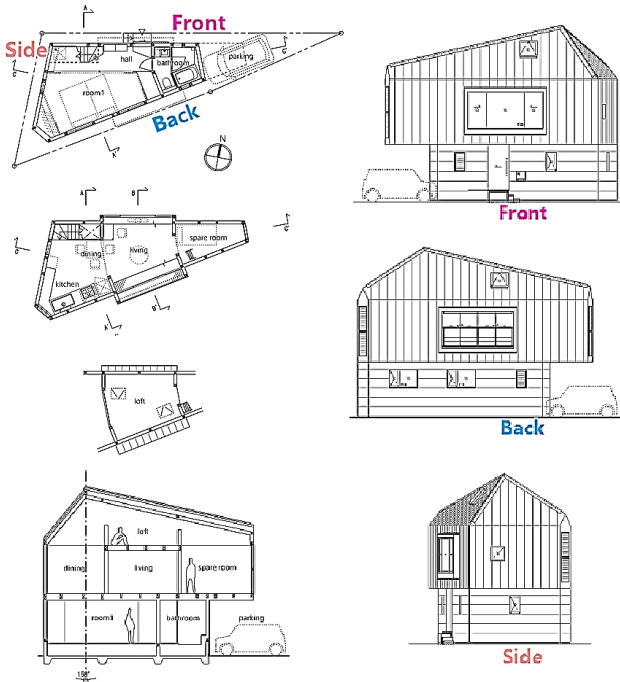 A
Front
Side
hall
bathroom
parking
room1
Back
A'
N
A
B
spare room
dining
living
kitchen
A'
B'
loft
loft
dining
living
spare room
room1
bathroom
parking
Front
Back
Side